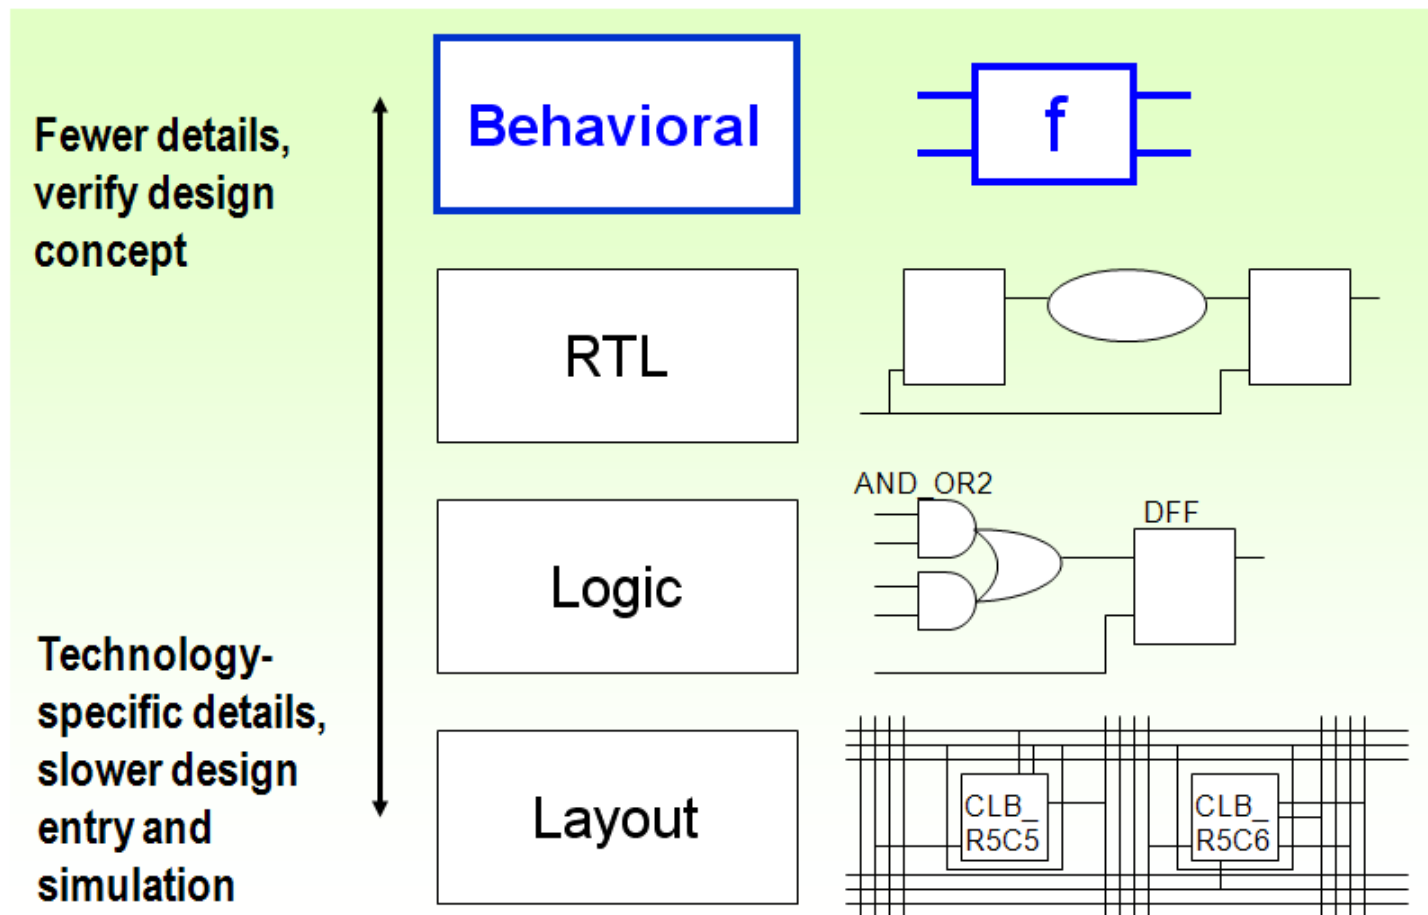 Fewer details,
verify design
concept
Behavioral
f
RTL
AND_OR2
DFF
Logic
Technology-
specific details,
slower design
entry and
simulation
Layout
CLB_
R5C5
CLB_
R5C6